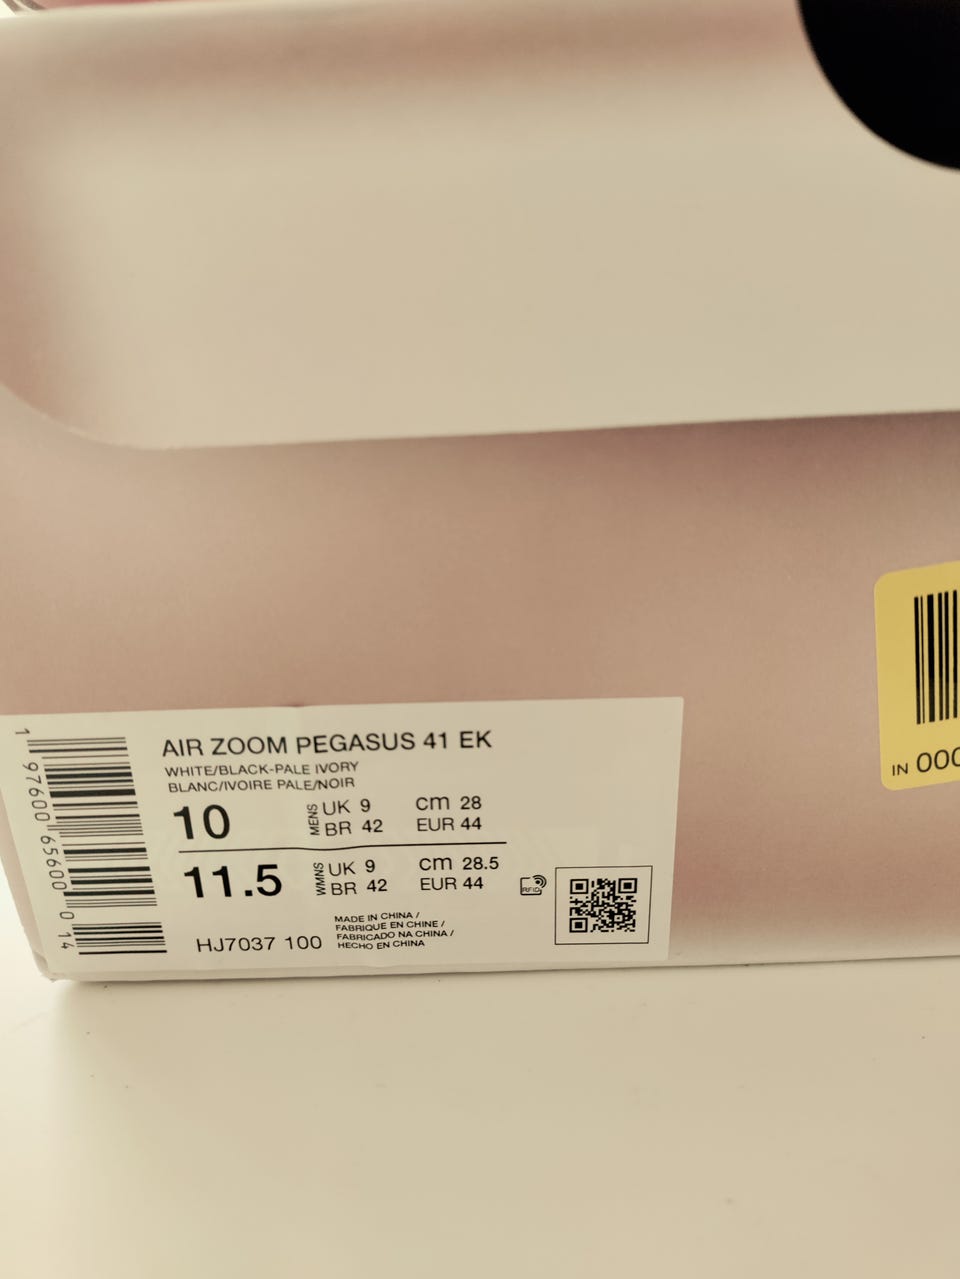 AIR ZOOM PEGASUS 41 EK
WHITE/BLACK-PALE IVORY
BLANC/IVOIRE PALE/NOIR
10 MENS UK 9 cm 28
BR 42 EUR 44
11.5 WMNS UK 9 cm 28.5
BR 42 EUR 44
RFID
HJ7037 100
MADE IN CHINA /
FABRIQUE EN CHINE /
FABRICADO NA CHINA /
HECHO EN CHINA
1 97600 65600 0 14
IN 000